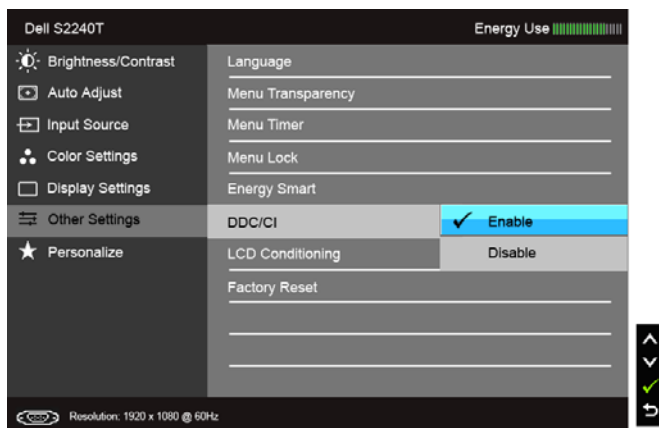 Dell S2240T
Energy Use
Brightness/Contrast
Auto Adjust
Input Source
Color Settings
Display Settings
Other Settings
Personalize
Language
Menu Transparency
Menu Timer
Menu Lock
Energy Smart
DDC/CI
Enable
Disable
LCD Conditioning
Factory Reset
Resolution: 1920 x 1080 @ 60Hz